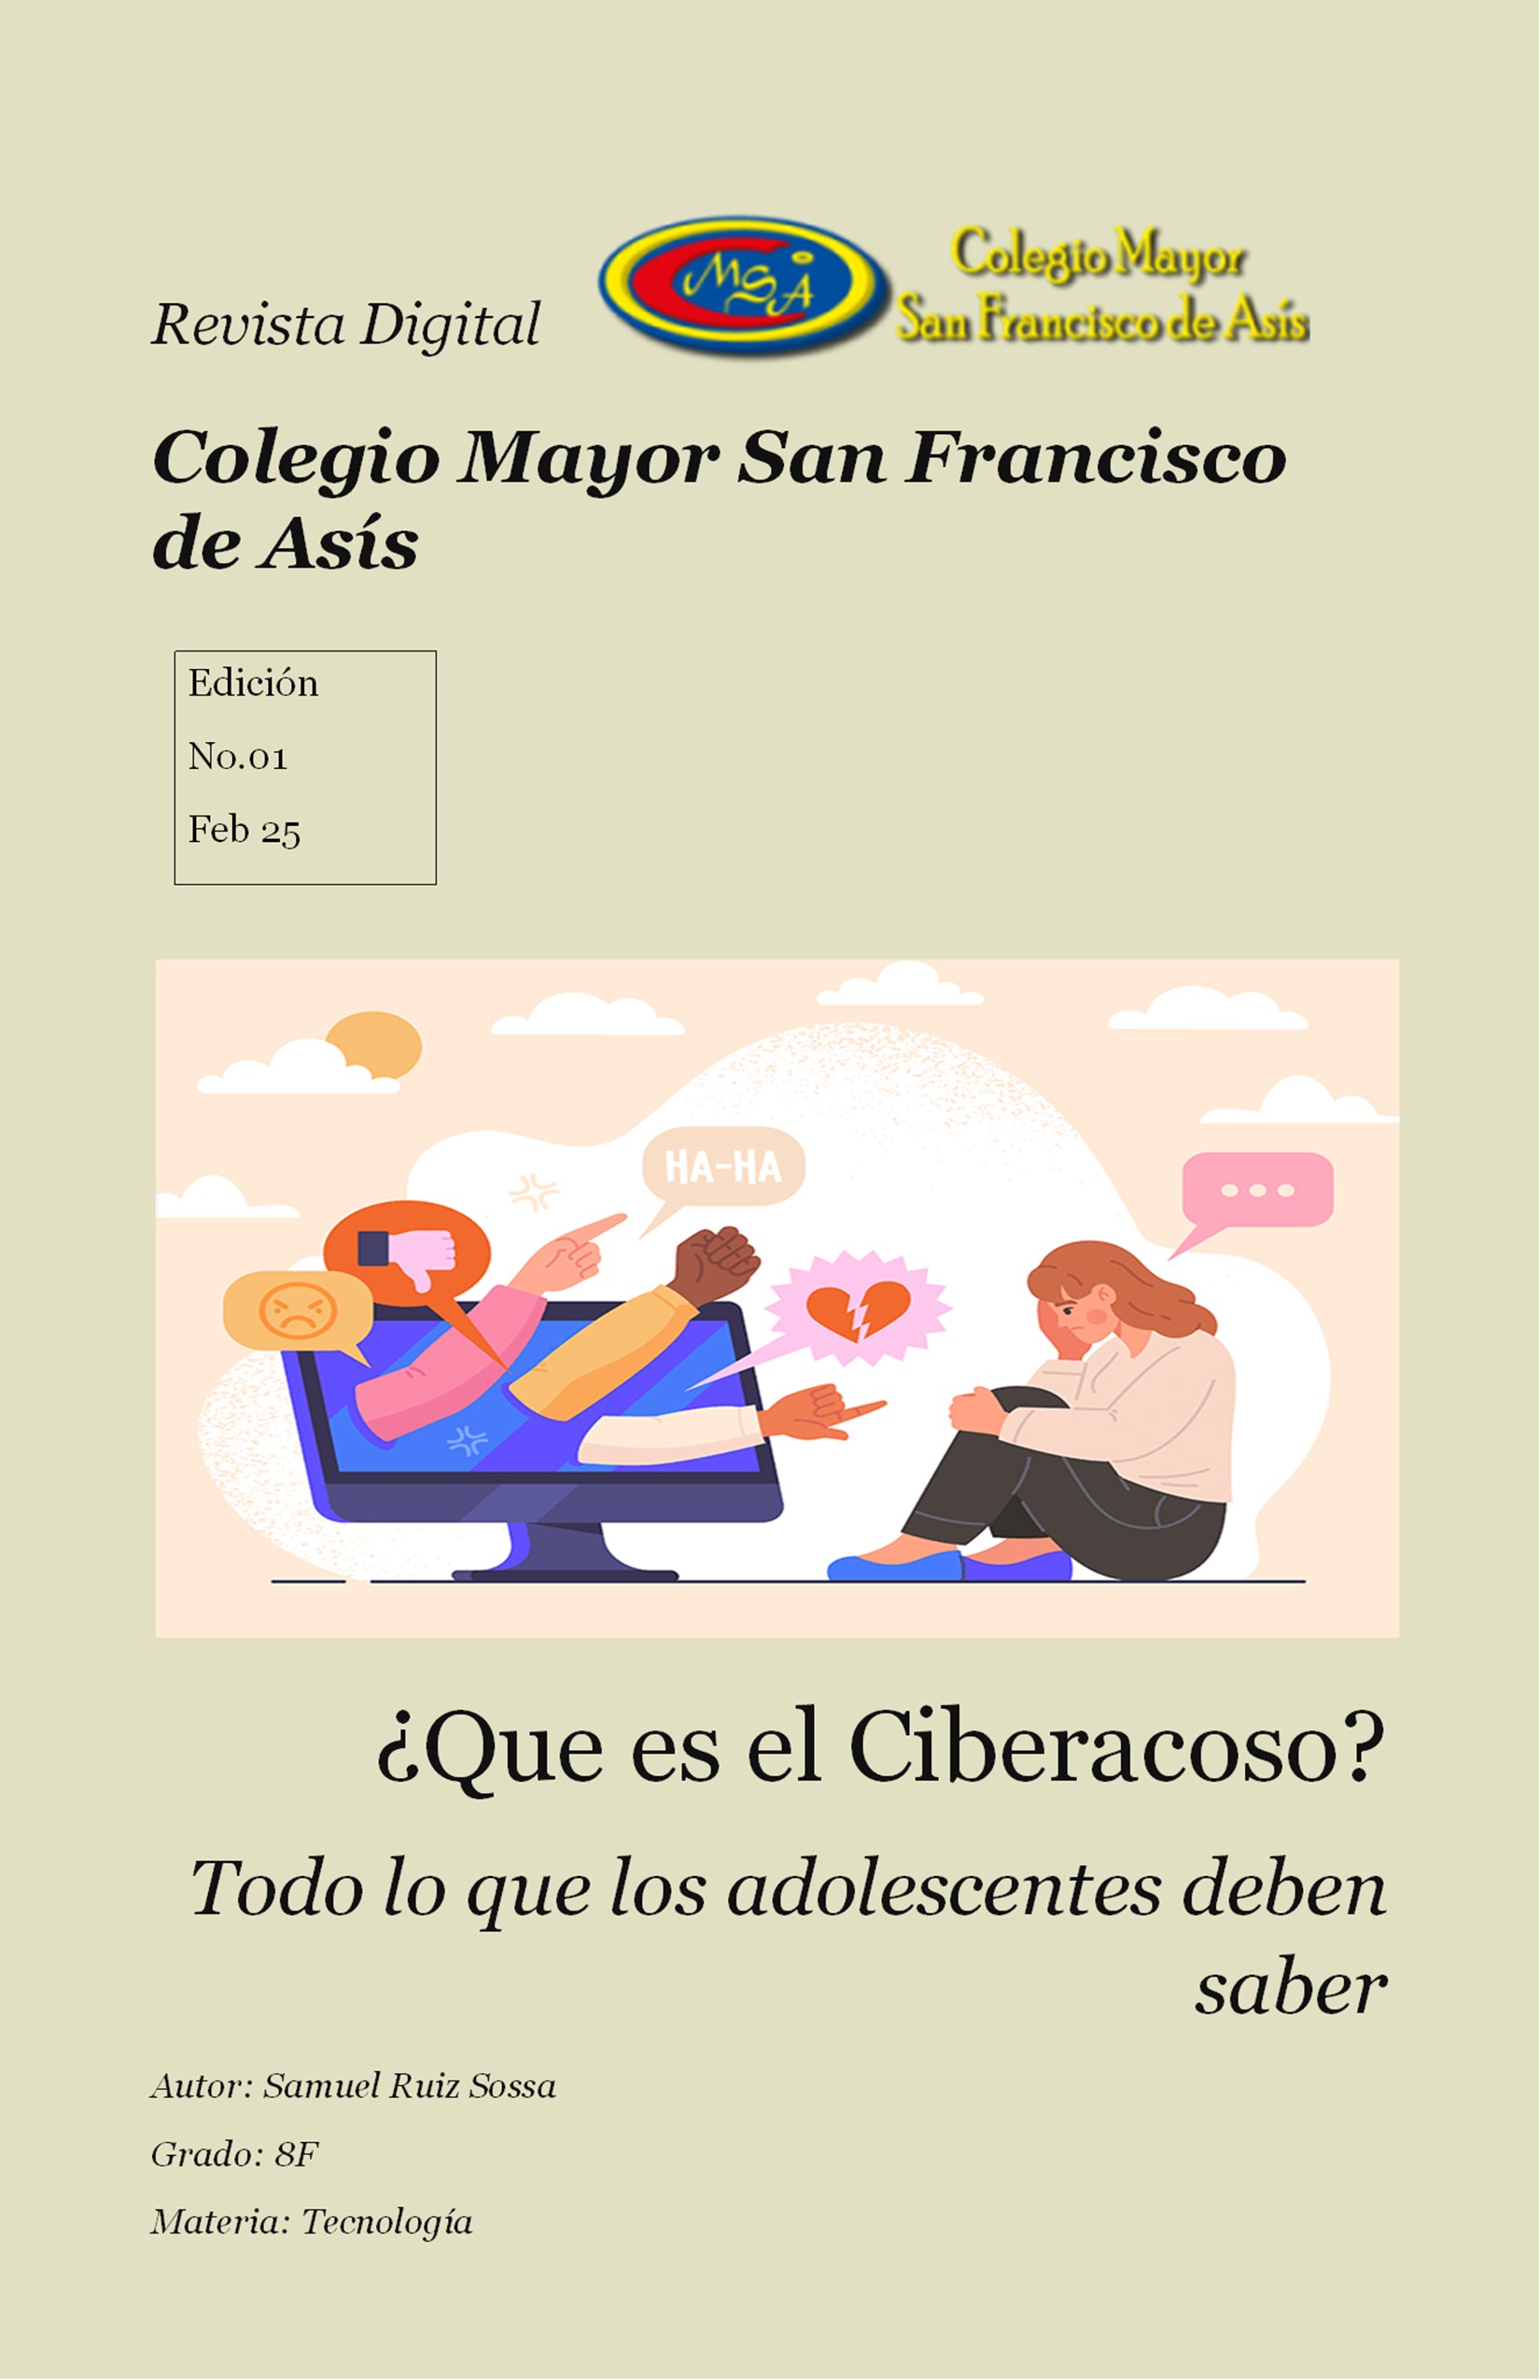 Revista Digital
MSA
Colegio Mayor
San Francisco de Asís
Colegio Mayor San Francisco
de Asís
Edición
No.01
Feb 25
HA-HA
¿Que es el Ciberacoso?
Todo lo que los adolescentes deben
saber
Autor: Samuel Ruiz Sossa
Grado: 8F
Materia: Tecnología